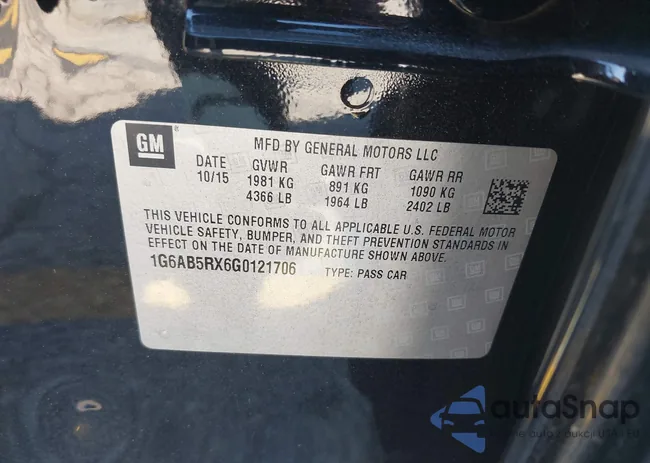 GM
MFD BY GENERAL MOTORS LLC
DATE GVWR GAWR FRT GAWR RR
10/15 1981 KG 891 KG 1090 KG
4366 LB 1964 LB 2402 LB
THIS VEHICLE CONFORMS TO ALL APPLICABLE U.S. FEDERAL MOTOR
VEHICLE SAFETY, BUMPER, AND THEFT PREVENTION STANDARDS IN
EFFECT ON THE DATE OF MANUFACTURE SHOWN ABOVE.
1G6AB5RX6G0121706 TYPE: PASS CAR
autoSnap